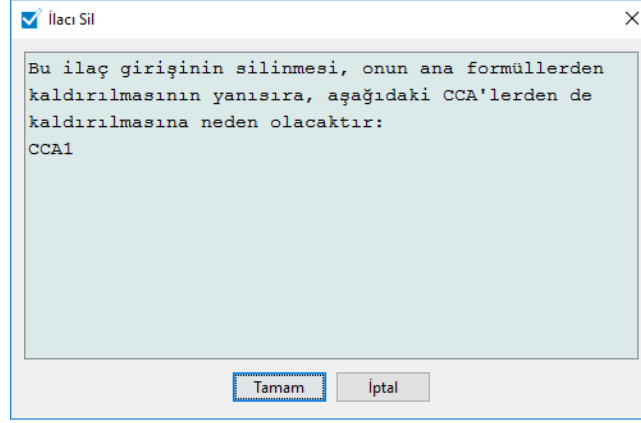 İlacı Sil
Bu ilaç girişinin silinmesi, onun ana formüllerden
kaldırılmasının yanısıra, aşağıdaki CCA'lerden de
kaldırılmasına neden olacaktır:
CCA1
Tamam
İptal